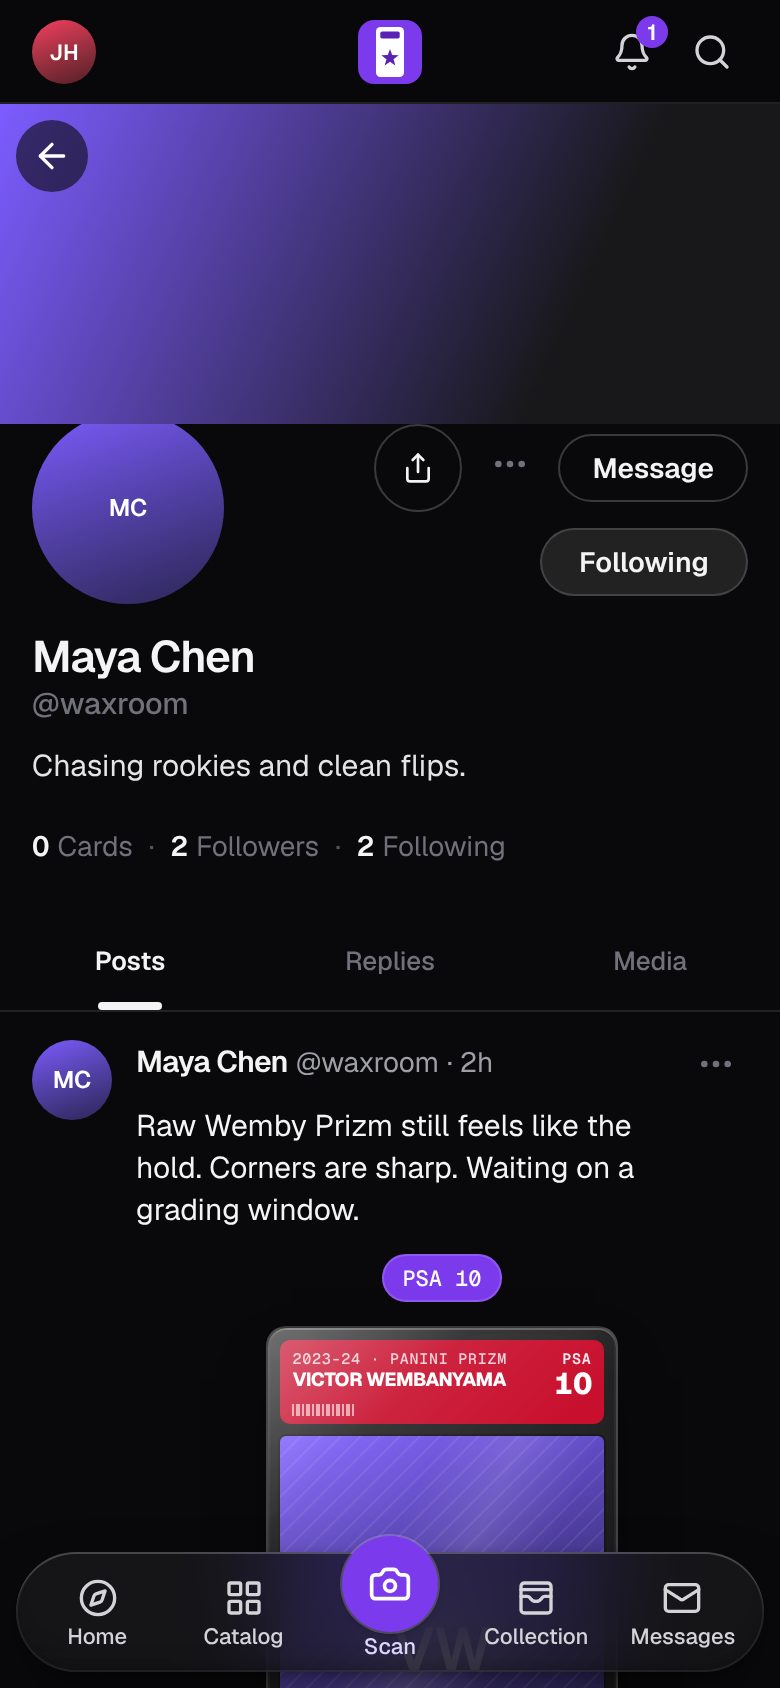 JH
1
MC
Message
Following
Maya Chen
@waxroom
Chasing rookies and clean flips.
0 Cards · 2 Followers · 2 Following
Posts Replies Media
MC
Maya Chen @waxroom · 2h
Raw Wemby Prizm still feels like the
hold. Corners are sharp. Waiting on a
grading window.
PSA 10
2023-24 · PANINI PRIZM PSA
VICTOR WEMBANYAMA 10
VW
Home Catalog Scan Collection Messages